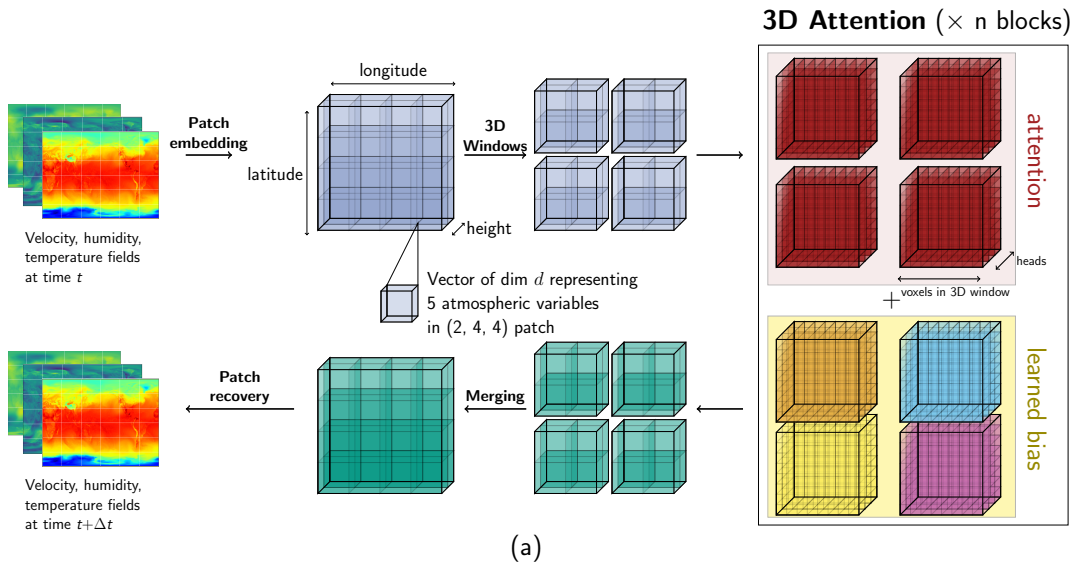 3D Attention (× n blocks)
longitude
Patch
embedding
3D
Windows
latitude
height
Velocity, humidity,
temperature fields
at time t
Vector of dim d representing
5 atmospheric variables
in (2, 4, 4) patch
attention
heads
voxels in 3D window
+
learned bias
Merging
Patch
recovery
Velocity, humidity,
temperature fields
at time t+Δt
(a)